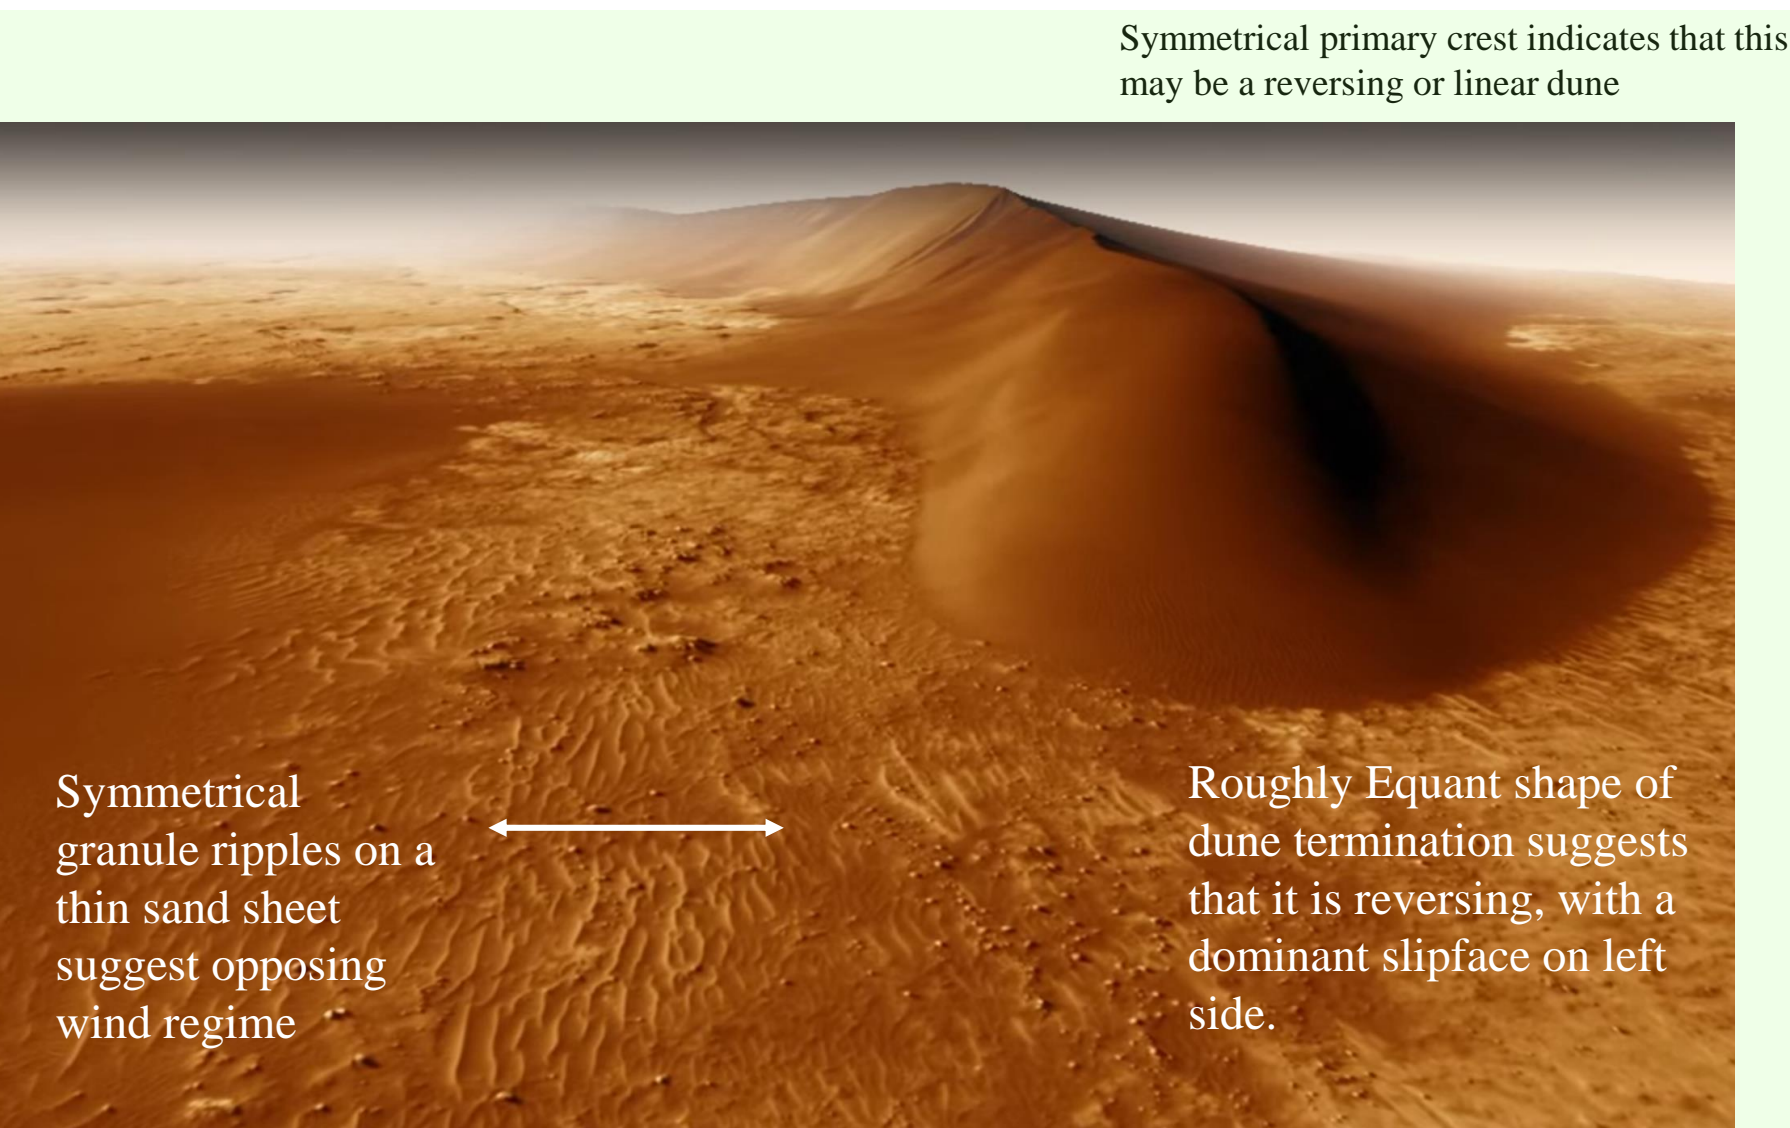 Symmetrical primary crest indicates that this
may be a reversing or linear dune
Symmetrical
granule ripples on a
thin sand sheet
suggest opposing
wind regime
Roughly Equant shape of
dune termination suggests
that it is reversing, with a
dominant slipface on left
side.